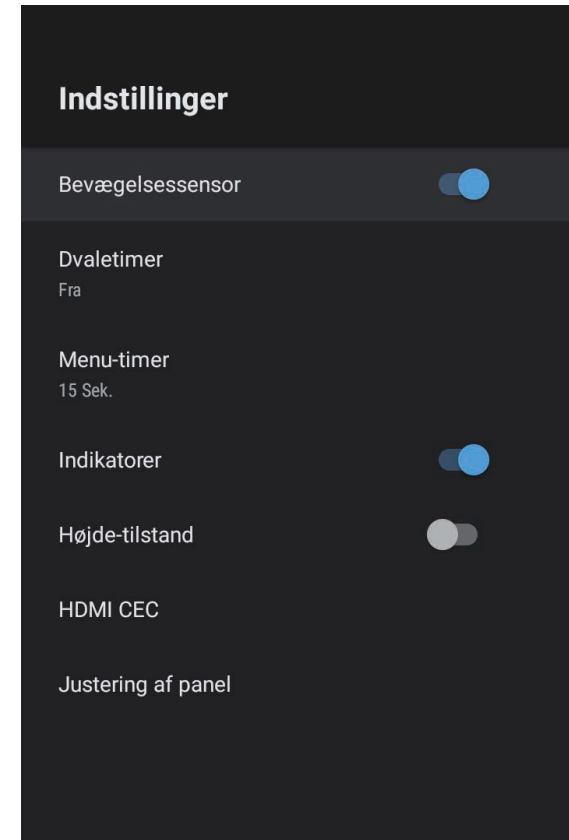 Indstillinger
Bevægelsessensor
Dvaletimer
Fra
Menu-timer
15 Sek.
Indikatorer
Højde-tilstand
HDMI CEC
Justering af panel